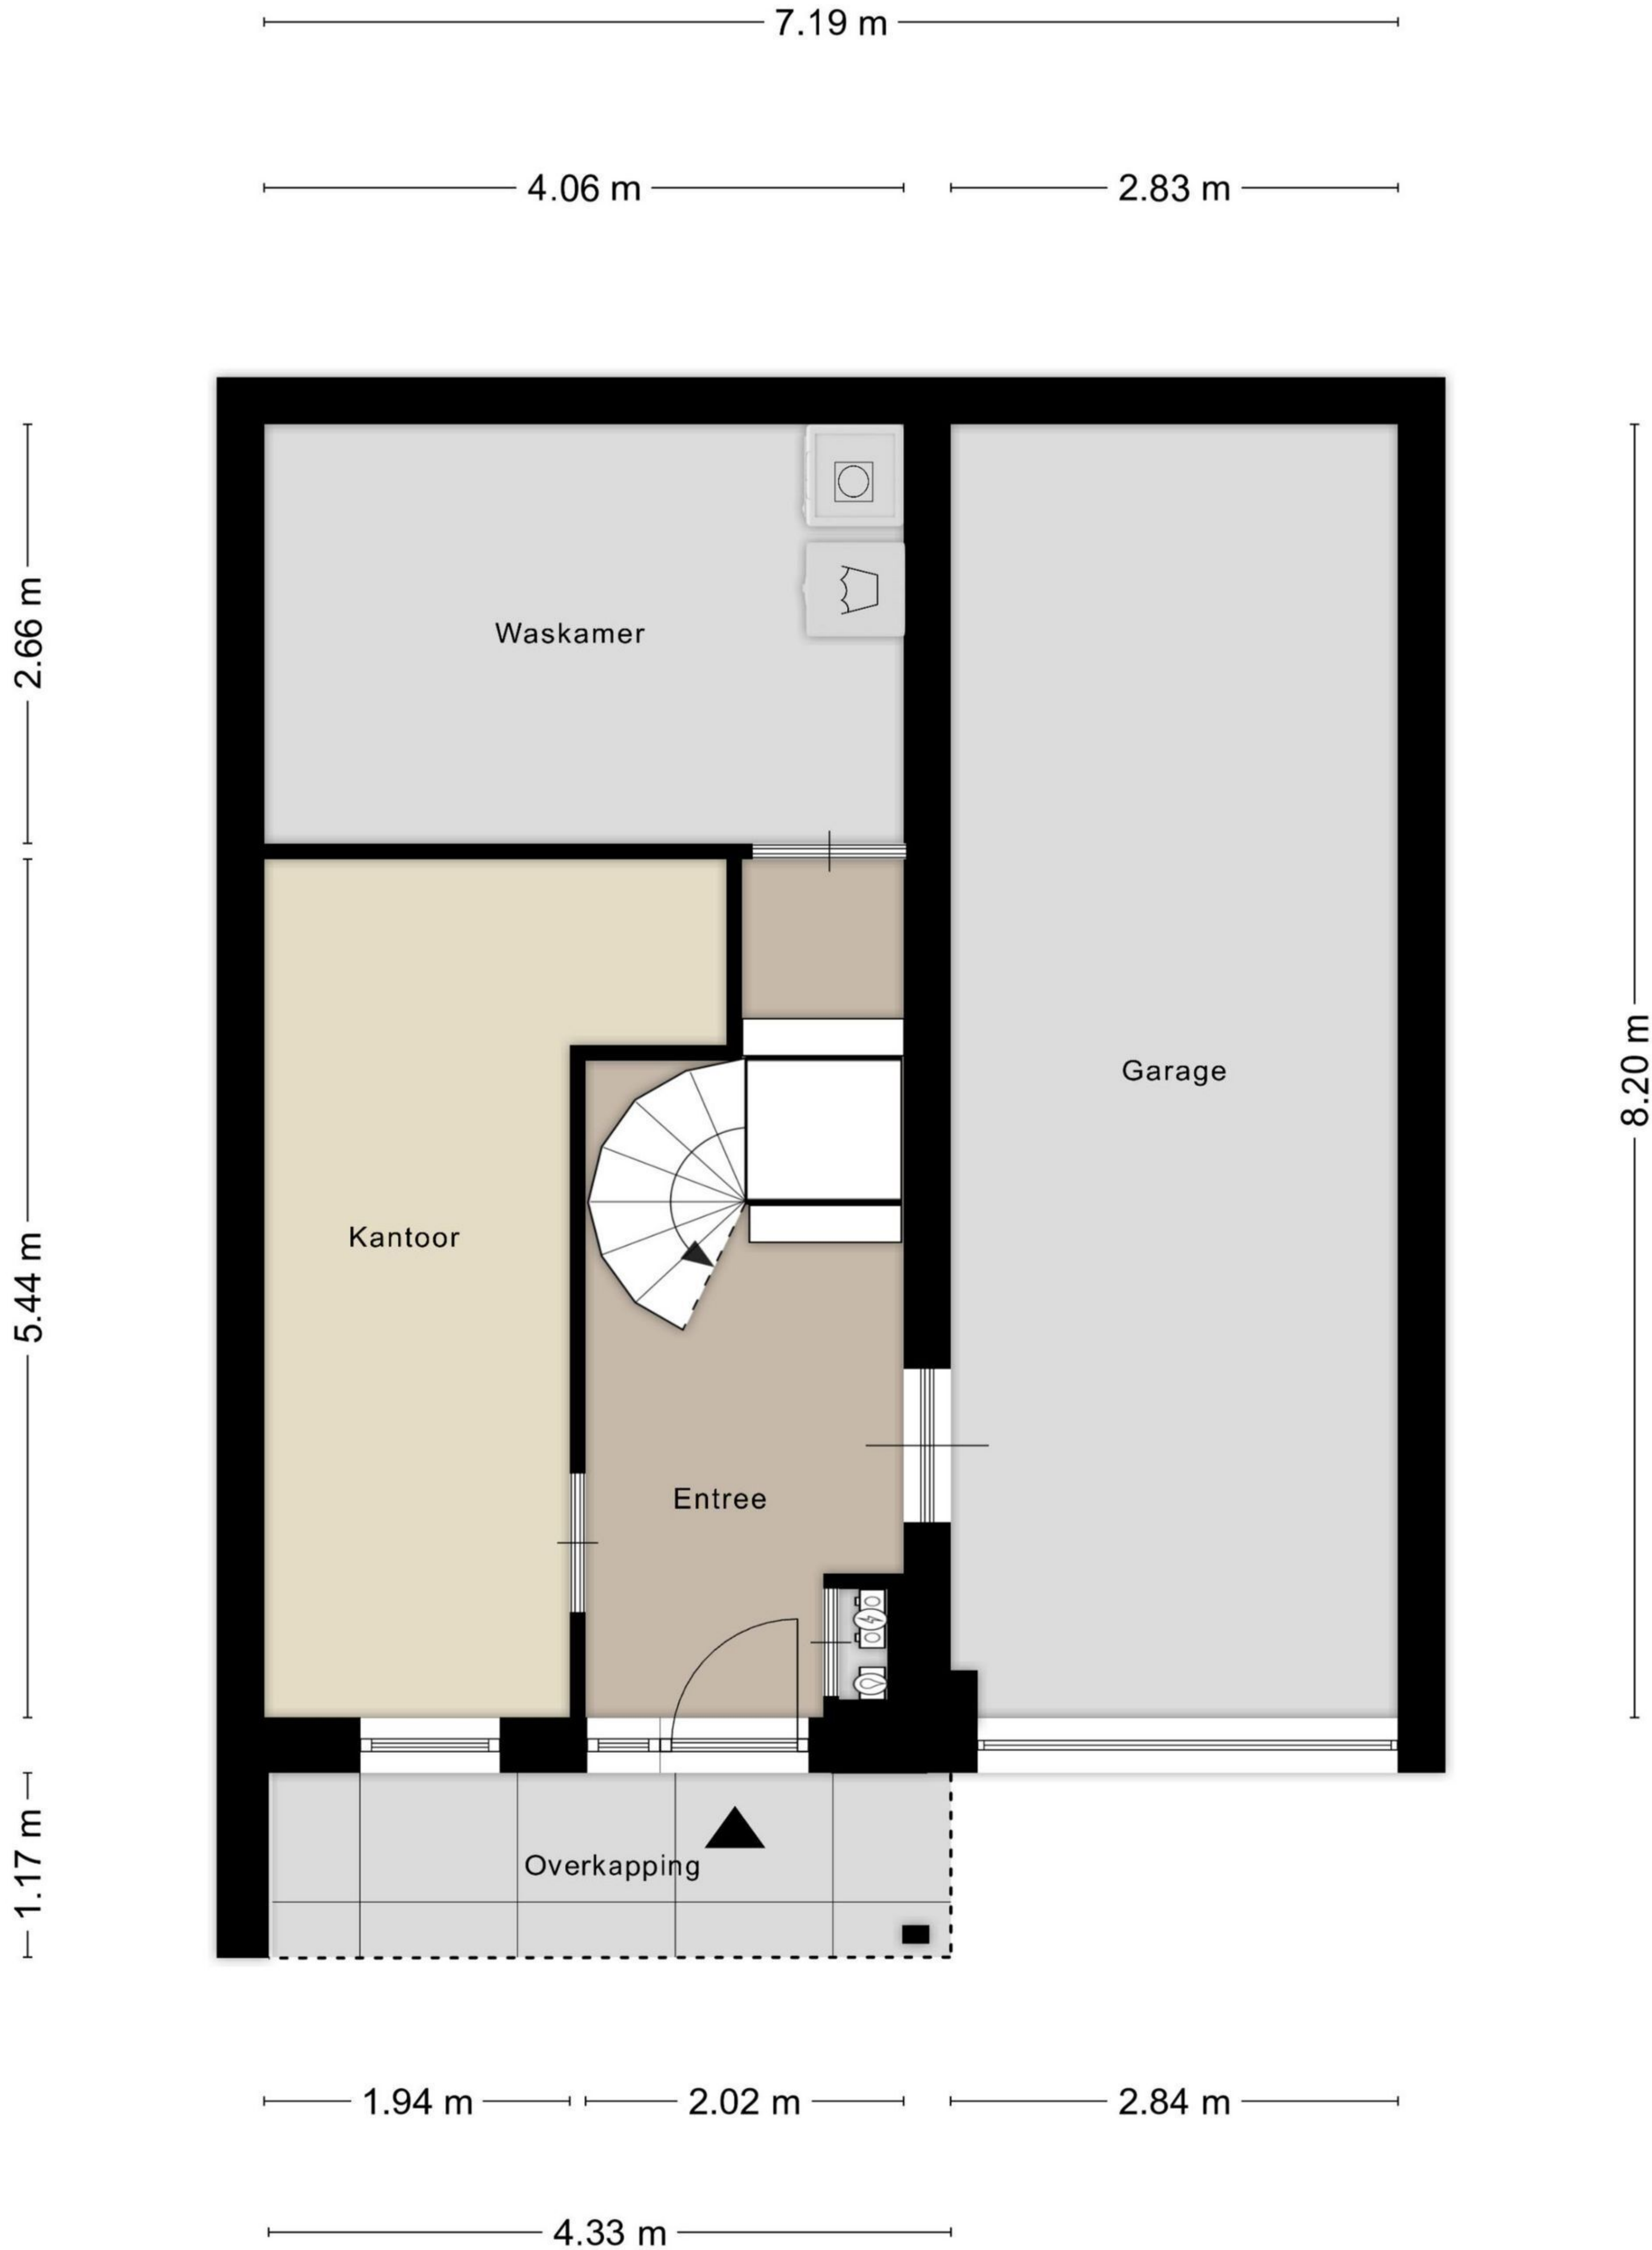 7.19 m
4.06 m
2.83 m
2.66 m
Waskamer
8.20 m
Garage
5.44 m
Kantoor
Entree
1.17 m
Overkapping
1.94 m
2.02 m
2.84 m
4.33 m